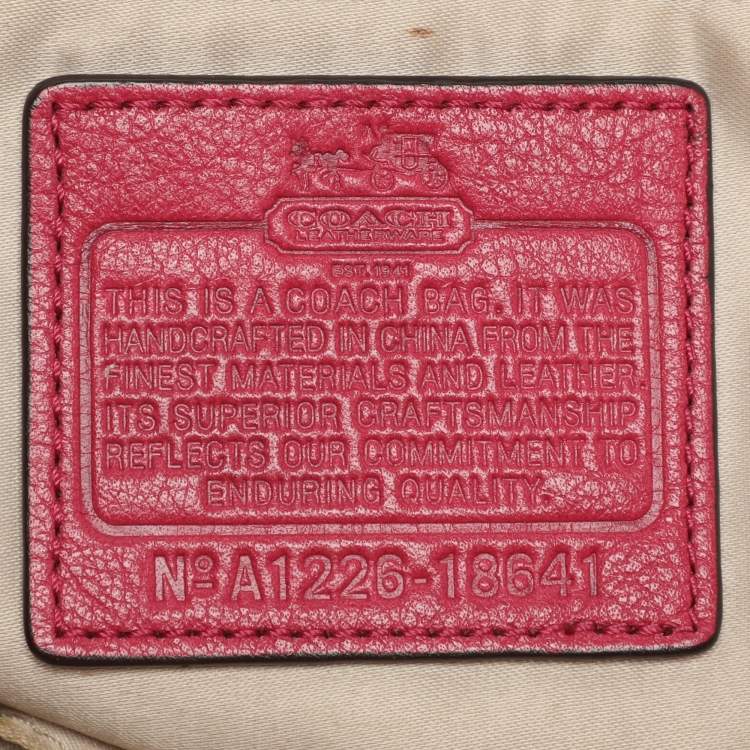 COACH
LEATHERWARE
EST. 1941
THIS IS A COACH BAG. IT WAS
HANDCRAFTED IN CHINA FROM THE
FINEST MATERIALS AND LEATHER.
ITS SUPERIOR CRAFTSMANSHIP
REFLECTS OUR COMMITMENT TO
ENDURING QUALITY.
Nº A1226-18641